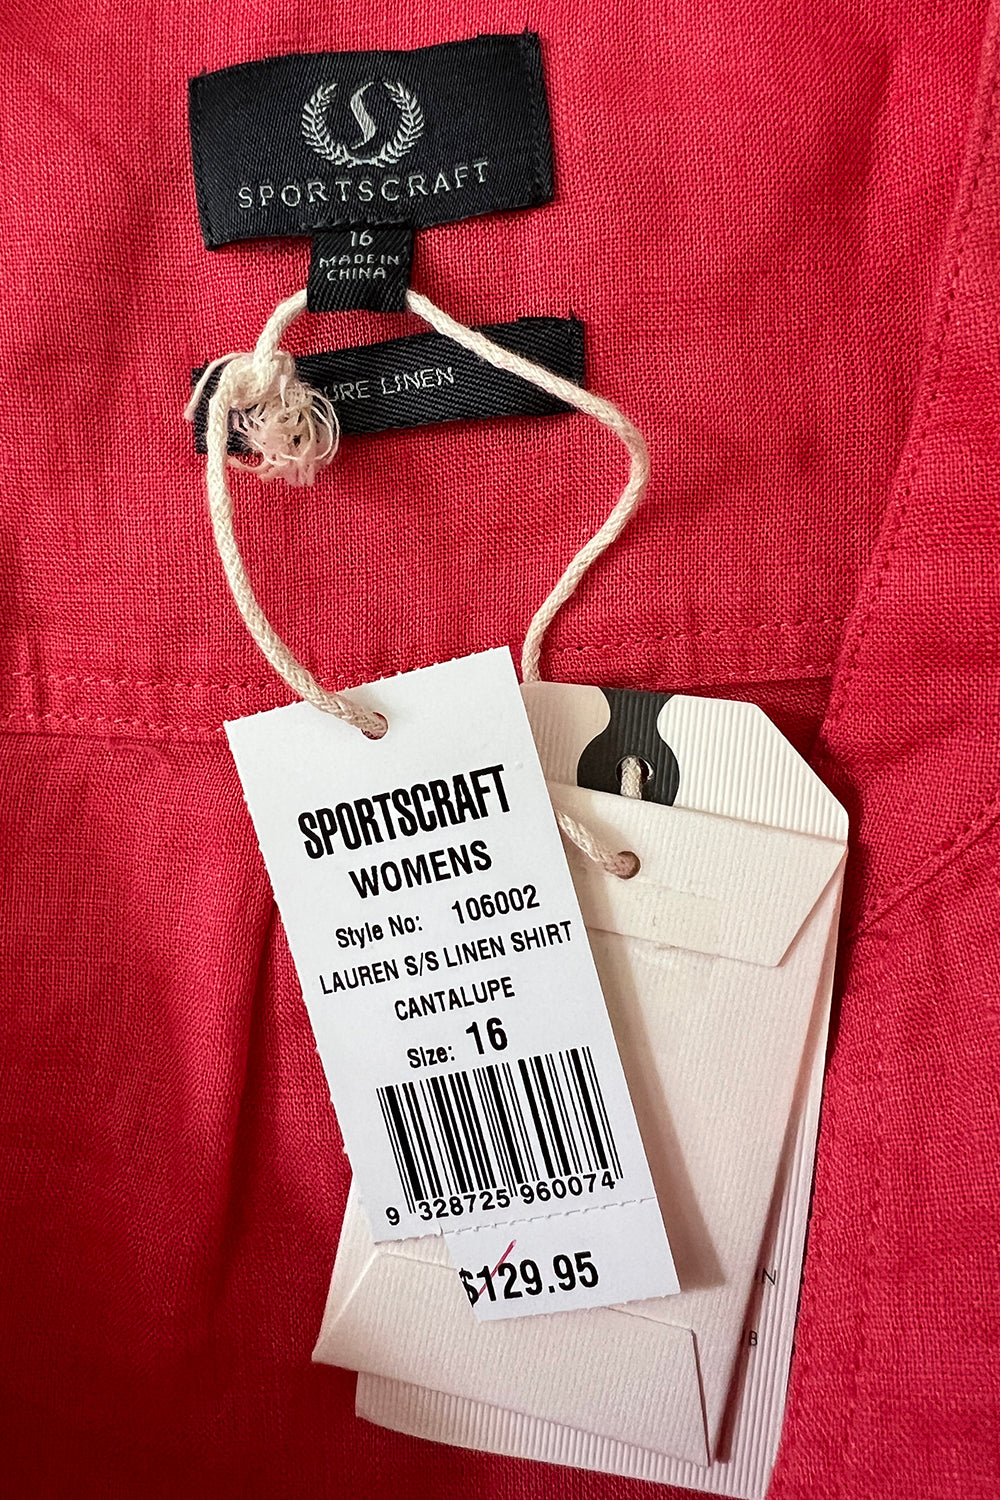 SPORTSCRAFT
16
MADE IN
CHINA
PURE LINEN
SPORTSCRAFT
WOMENS
Style No: 106002
LAUREN S/S LINEN SHIRT
CANTALUPE
Size: 16
9 328725 960074
$129.95
N
B